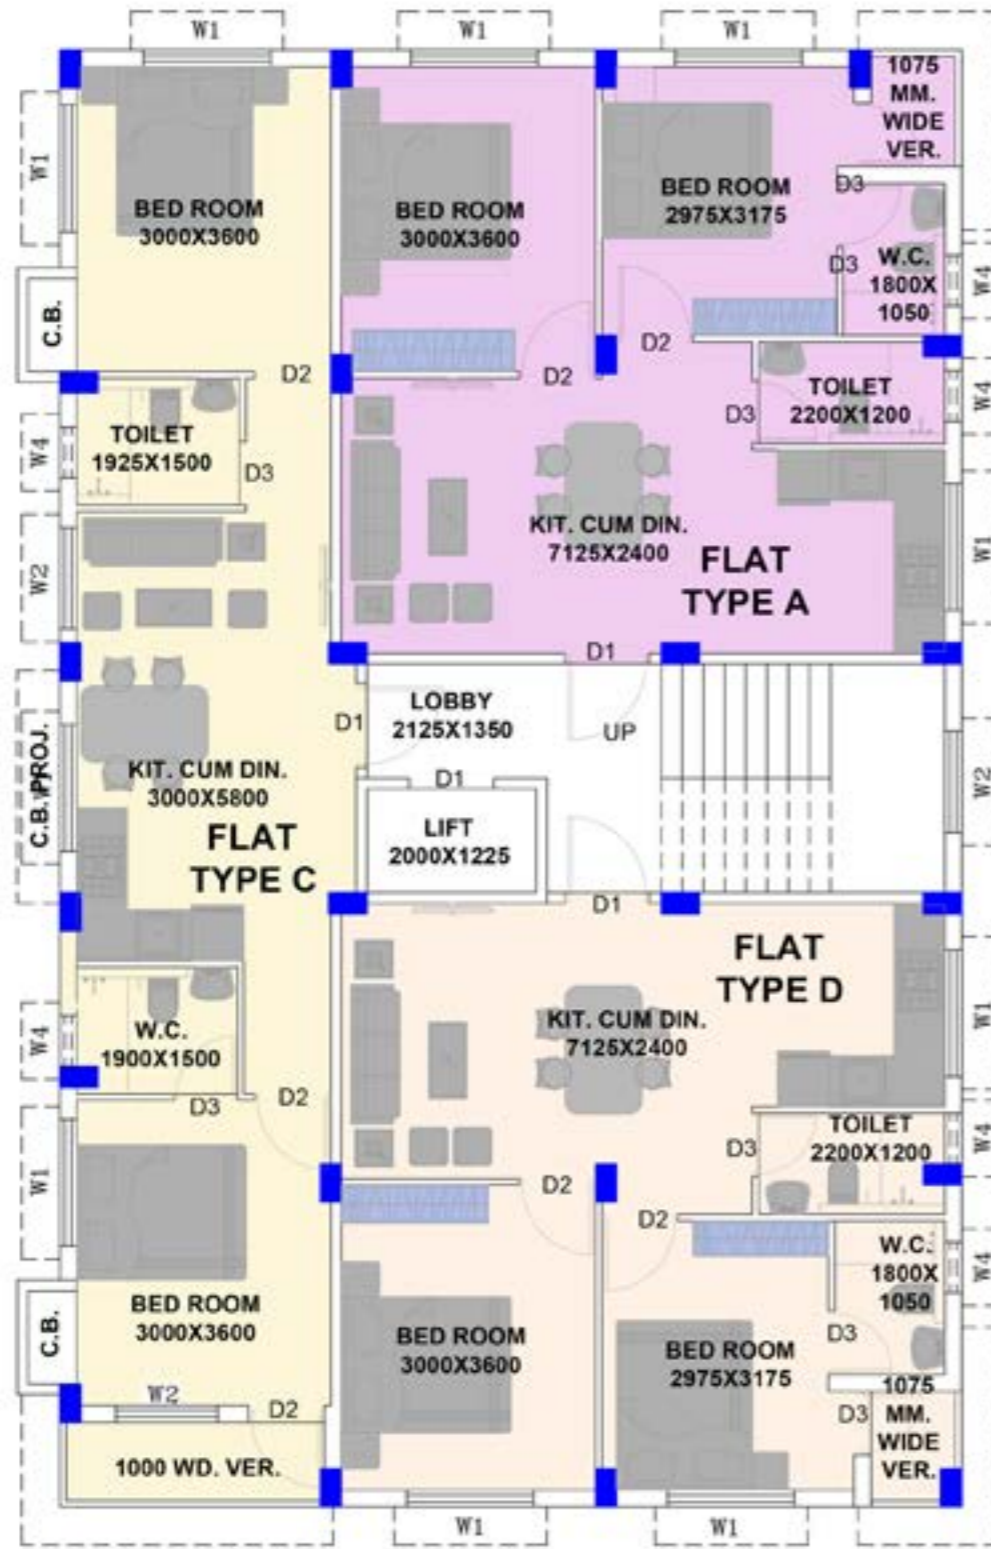 W1
W1
W1
1075
MM.
WIDE
VER.
W1
BED ROOM
3000X3600
BED ROOM
3000X3600
BED ROOM
2975X3175
D3
W.C.
1800X
1050
D3
W4
C.B.
D2
D2
D2
TOILET
2200X1200
W4
D3
TOILET
1925X1500
W4
D3
KIT. CUM DIN.
7125X2400
FLAT
TYPE A
W1
W2
D1
LOBBY
2125X1350
D1
UP
C.B. PROJ.
KIT. CUM DIN.
3000X5800
D1
W2
FLAT
TYPE C
LIFT
2000X1225
D1
FLAT
TYPE D
KIT. CUM DIN.
7125X2400
W1
W.C.
1900X1500
W4
D3
D2
TOILET
2200X1200
W4
D3
W1
D2
D2
W.C.
1800X
1050
W4
BED ROOM
3000X3600
C.B.
BED ROOM
3000X3600
BED ROOM
2975X3175
D3
W2
D2
D3
1075
MM.
WIDE
VER.
1000 WD. VER.
W1
W1